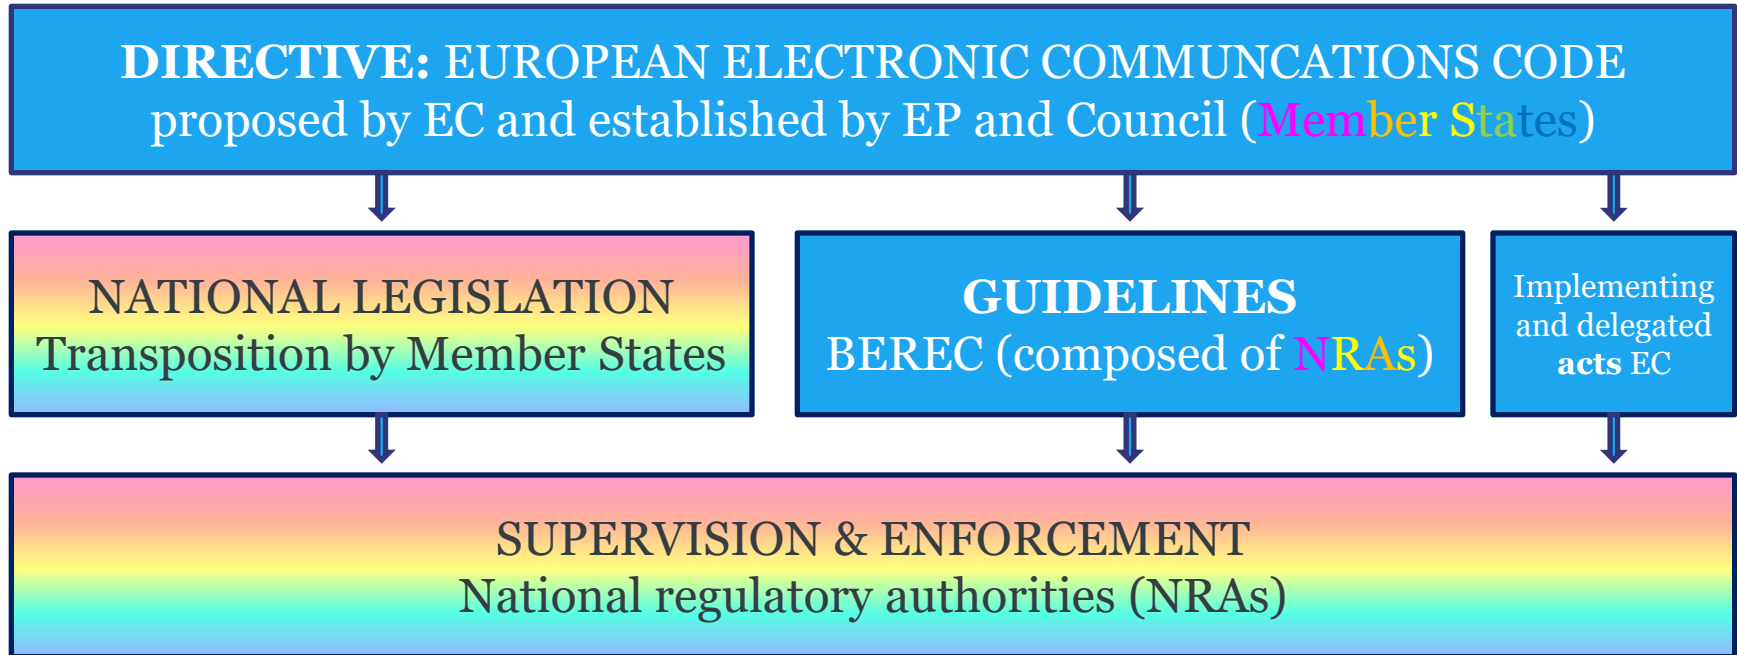 DIRECTIVE: EUROPEAN ELECTRONIC COMMUNCATIONS CODE
proposed by EC and established by EP and Council (Member States)
NATIONAL LEGISLATION
Transposition by Member States
GUIDELINES
BEREC (composed of NRAs)
Implementing
and delegated
acts EC
SUPERVISION & ENFORCEMENT
National regulatory authorities (NRAs)